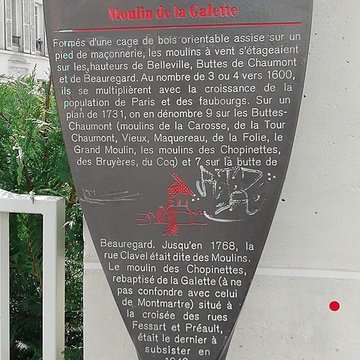 Moulin de la Galette
Formés d'une cage de bois orientable assise sur un
pied de maçonnerie, les moulins à vent s'étageaient
sur les hauteurs de Belleville, Buttes de Chaumont
et de Beauregard. Au nombre de 3 ou 4 vers 1600,
ils se multiplièrent avec la croissance de la
population de Paris et des faubourgs. Sur un
plan de 1731, on en dénombre 9 sur les Buttes-
Chaumont (moulins de la Carosse, de la Tour
Chaumont, Vieux, Maquereau, de la Folie, le
Grand Moulin, les moulins des Chopinettes,
des Bruyères, du Coq) et 7 sur la butte de
Beauregard. Jusqu'en 1768, la
rue Clavel était dite des Moulins.
Le moulin des Chopinettes,
rebaptisé de la Galette (à ne
pas confondre avec celui
de Montmartre) situé à
la croisée des rues
Fessart et Préault,
était le dernier à
subsister en